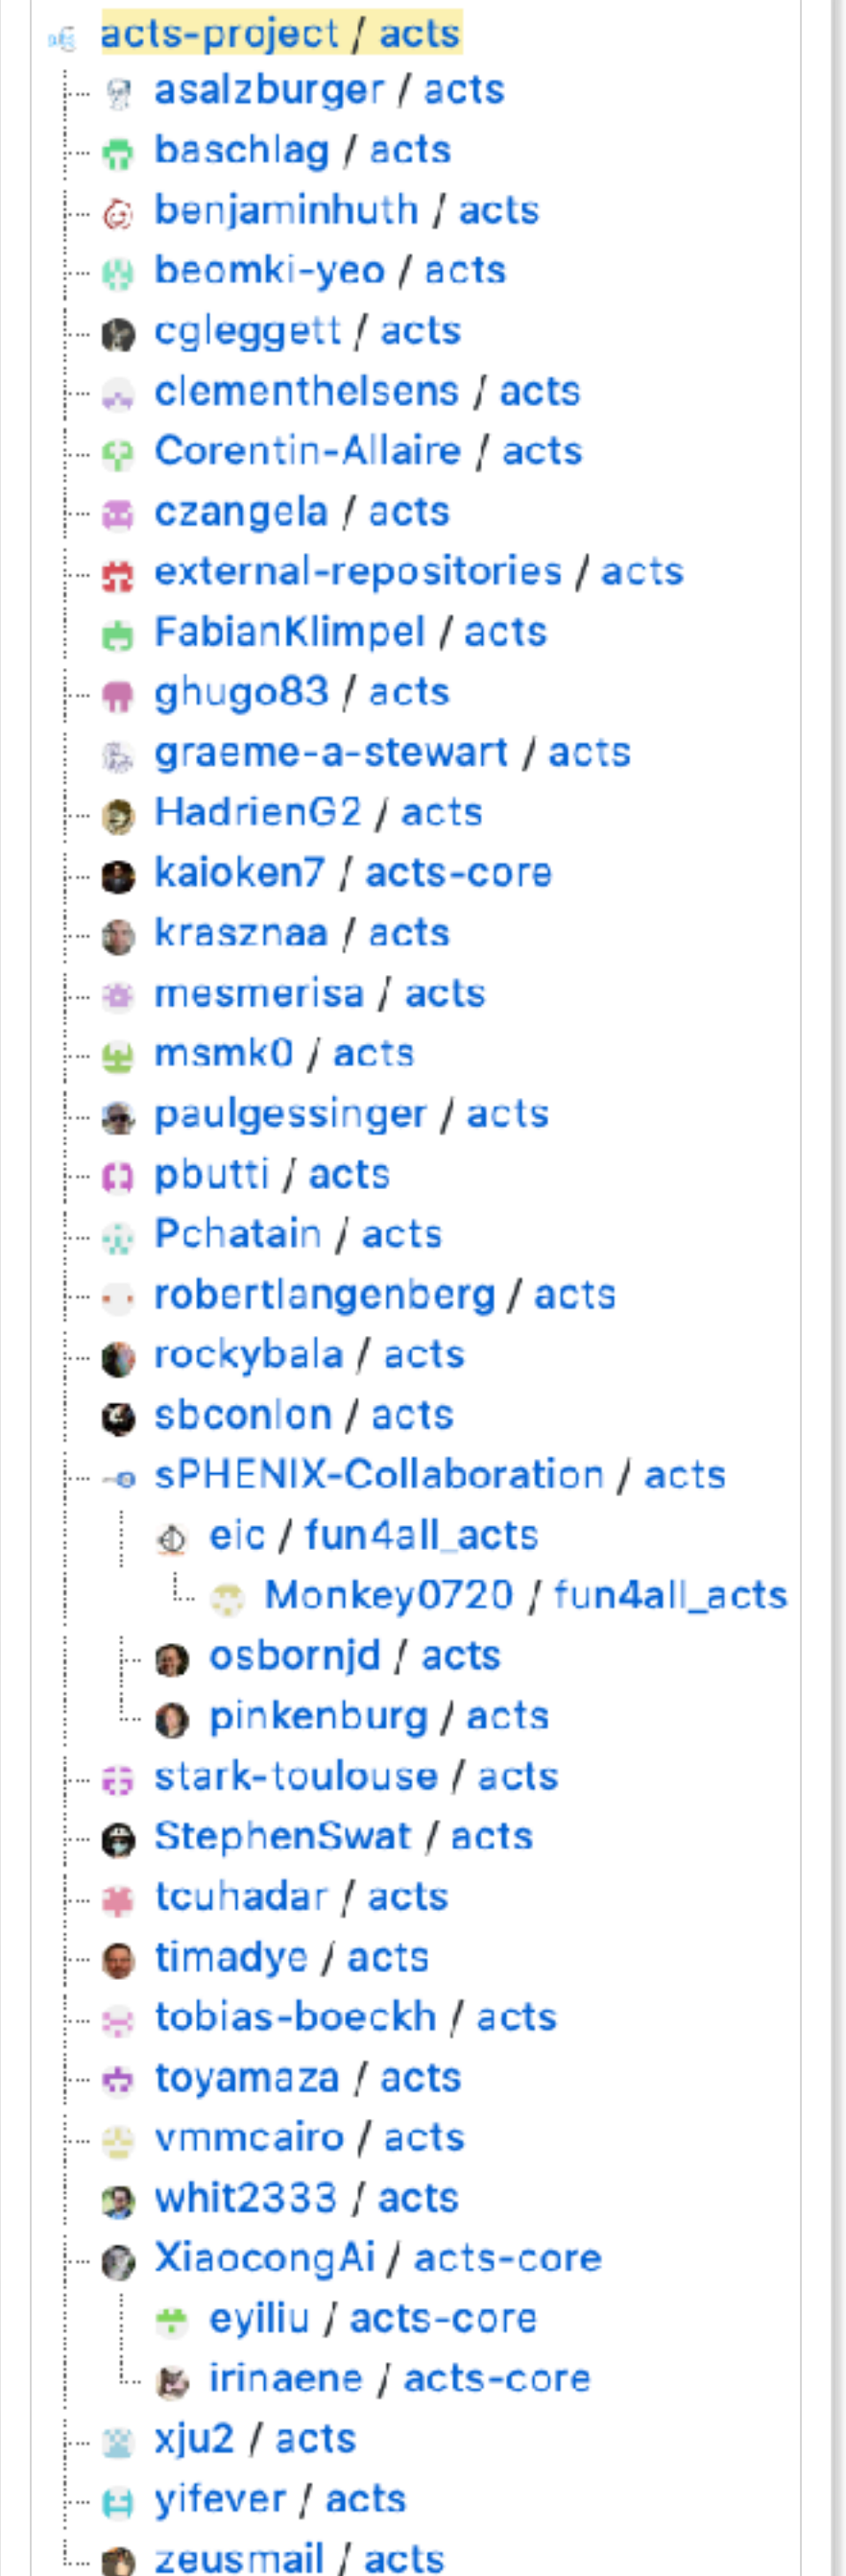 acts-project / acts
asalzburger / acts
baschlag / acts
benjaminhuth / acts
beomki-yeo / acts
cgleggett / acts
clementhelsens / acts
Corentin-Allaire / acts
czangela / acts
external-repositories / acts
FabianKlimpel / acts
ghugo83 / acts
graeme-a-stewart / acts
HadrienG2 / acts
kaioken7 / acts-core
krasznaa / acts
mesmerisa / acts
msmk0 / acts
paulgessinger / acts
pbutti / acts
Pchatain / acts
robertlangenberg / acts
rockybala / acts
sbconlon / acts
sPHENIX-Collaboration / acts
eic / fun4all_acts
Monkey0720 / fun4all_acts
osbornjd / acts
pinkenburg / acts
stark-toulouse / acts
StephenSwat / acts
tcuhadar / acts
timadye / acts
tobias-boeckh / acts
toyamaza / acts
vmmcairo / acts
whit2333 / acts
XiaocongAi / acts-core
eyiliu / acts-core
irinaene / acts-core
xju2 / acts
yifever / acts
zeusmail / acts